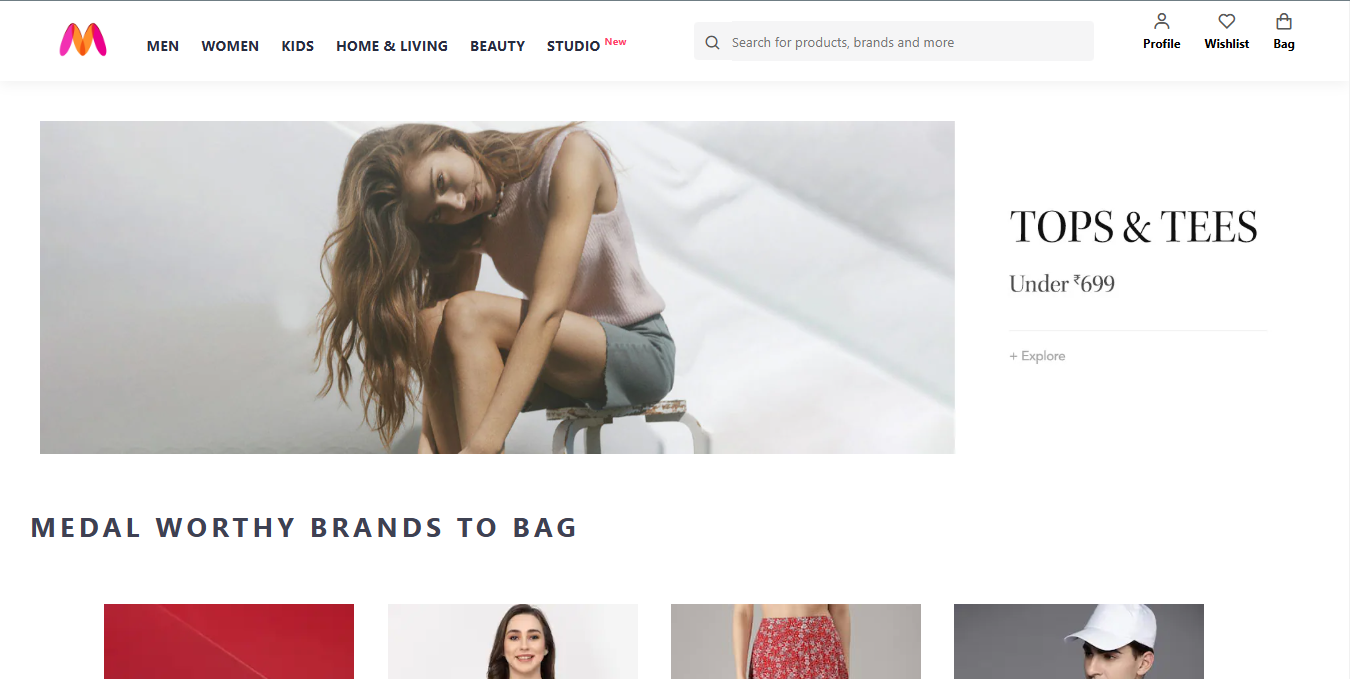 MEN WOMEN KIDS HOME & LIVING BEAUTY STUDIO New
Search for products, brands and more
Profile Wishlist Bag
TOPS & TEES
Under ₹699
+ Explore
MEDAL WORTHY BRANDS TO BAG